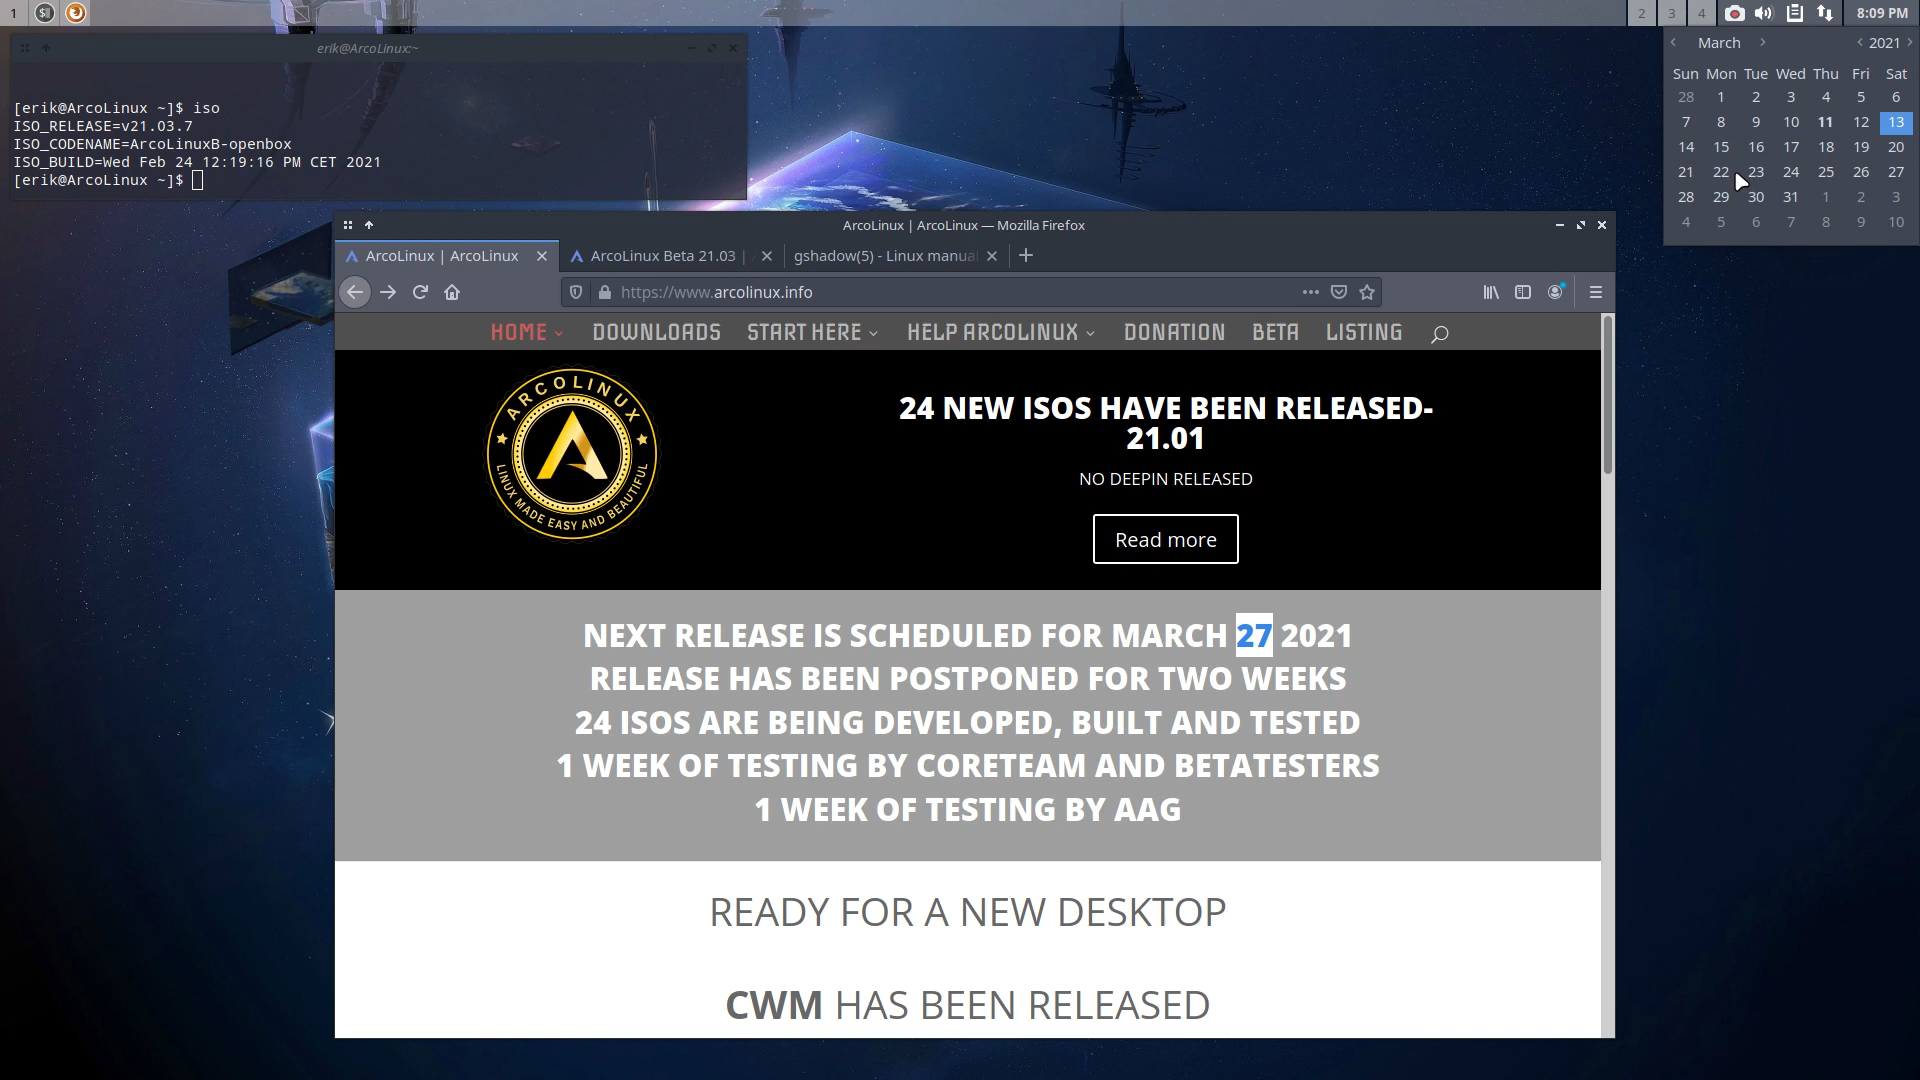 1
2 3 4 8:09 PM
erik@ArcoLinux:~
[erik@ArcoLinux ~]$ iso
ISO_RELEASE=v21.03.7
ISO_CODENAME=ArcoLinuxB-openbox
ISO_BUILD=Wed Feb 24 12:19:16 PM CET 2021
[erik@ArcoLinux ~]$
March 2021
Sun Mon Tue Wed Thu Fri Sat
28 1 2 3 4 5 6
7 8 9 10 11 12 13
14 15 16 17 18 19 20
21 22 23 24 25 26 27
28 29 30 31 1 2 3
4 5 6 7 8 9 10
ArcoLinux | ArcoLinux — Mozilla Firefox
ArcoLinux | ArcoLinux
ArcoLinux Beta 21.03 |
gshadow(5) - Linux manual
https://www.arcolinux.info
HOME DOWNLOADS START HERE HELP ARCOLINUX DONATION BETA LISTING
ARCOLINUX
LINUX MADE EASY AND BEAUTIFUL
24 NEW ISOS HAVE BEEN RELEASED-
21.01
NO DEEPIN RELEASED
Read more
NEXT RELEASE IS SCHEDULED FOR MARCH 27 2021
RELEASE HAS BEEN POSTPONED FOR TWO WEEKS
24 ISOS ARE BEING DEVELOPED, BUILT AND TESTED
1 WEEK OF TESTING BY CORETEAM AND BETATESTERS
1 WEEK OF TESTING BY AAG
READY FOR A NEW DESKTOP
CWM HAS BEEN RELEASED